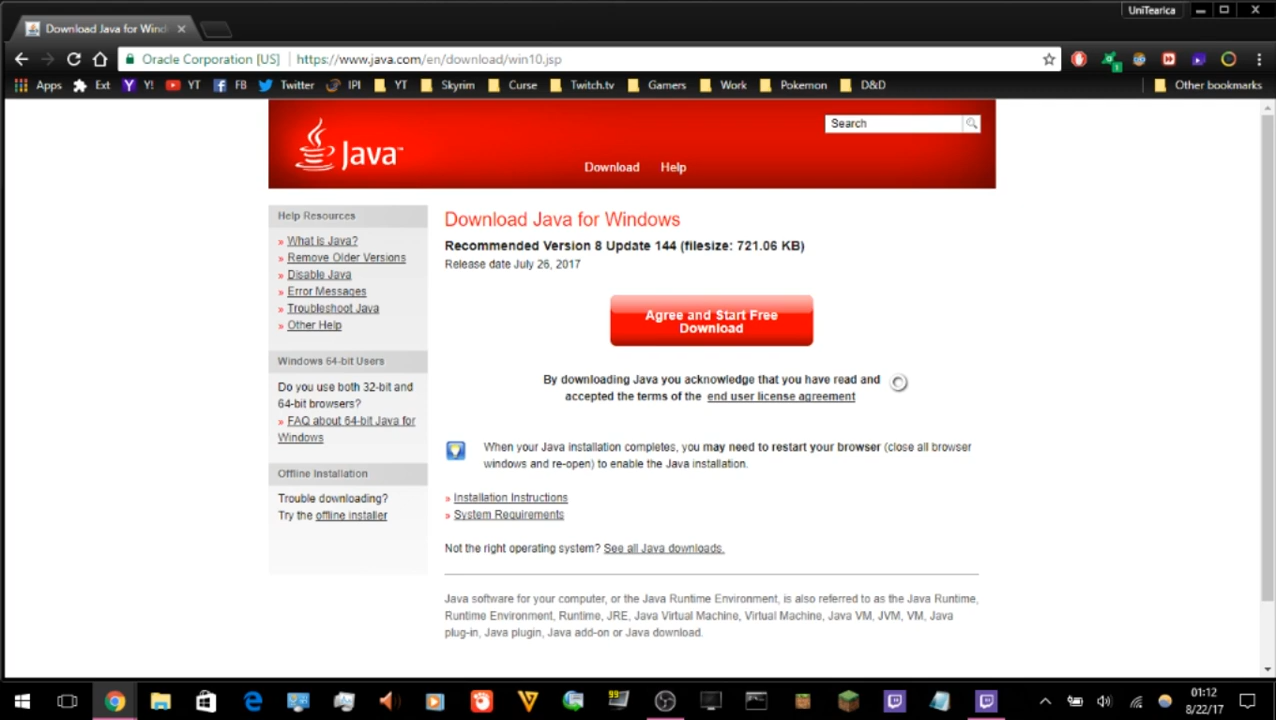 UniTearica
Download Java for Wind
Oracle Corporation [US]
https://www.java.com/en/download/win10.jsp
Apps Ext Y! YT FB Twitter IPI YT Skyrim Curse Twitch.tv Gamers Work Pokemon D&D Other bookmarks
Java™
Search
Download Help
Help Resources
» What is Java?
» Remove Older Versions
» Disable Java
» Error Messages
» Troubleshoot Java
» Other Help
Windows 64-bit Users
Do you use both 32-bit and
64-bit browsers?
» FAQ about 64-bit Java for
Windows
Offline Installation
Trouble downloading?
Try the offline installer
Download Java for Windows
Recommended Version 8 Update 144 (filesize: 721.06 KB)
Release date July 26, 2017
Agree and Start Free
Download
By downloading Java you acknowledge that you have read and
accepted the terms of the end user license agreement
When your Java installation completes, you may need to restart your browser (close all browser
windows and re-open) to enable the Java installation.
» Installation Instructions
» System Requirements
Not the right operating system? See all Java downloads.
Java software for your computer, or the Java Runtime Environment, is also referred to as the Java Runtime,
Runtime Environment, Runtime, JRE, Java Virtual Machine, Virtual Machine, Java VM, JVM, VM, Java
plug-in, Java plugin, Java add-on or Java download.
99
01:12
8/22/17